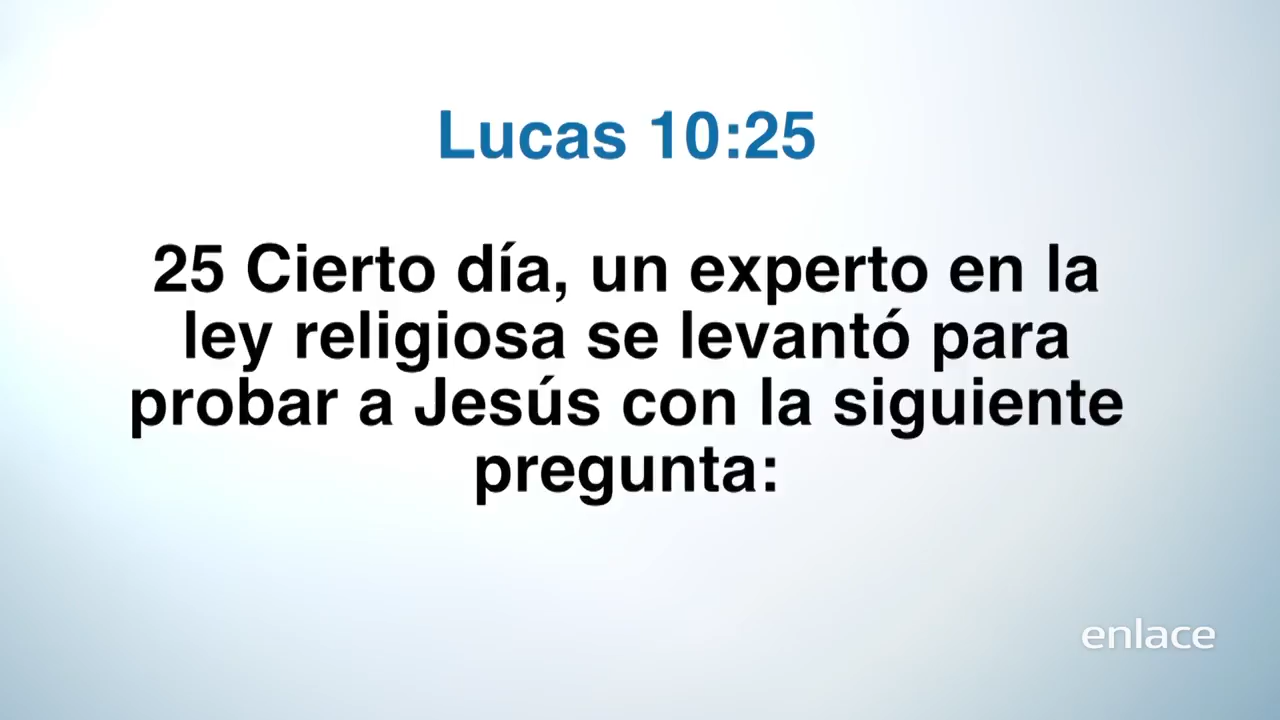 Lucas 10:25
25 Cierto día, un experto en la
ley religiosa se levantó para
probar a Jesús con la siguiente
pregunta:
enlace